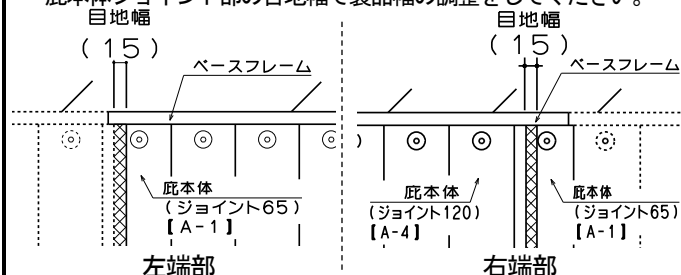 庇本体ジョイント部の目地幅で製品幅の調整をしてください。
目地幅
(15)
ベースフレーム
庇本体
(ジョイント65)
【A-1】
左端部
目地幅
(15)
ベースフレーム
庇本体
(ジョイント120)
【A-4】
庇本体
(ジョイント65)
【A-1】
右端部